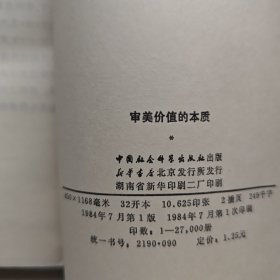 审美价值的本质
*
中国社会科学出版社出版
新华书店北京发行所发行
湖南省新华印刷二厂印刷
850×1168毫米 32开本 10.625印张 2插页 249千字
1984年7月第1版 1984年7月第1次印刷
印数：1—27,000册
统一书号：2190·090 定价：1.25元